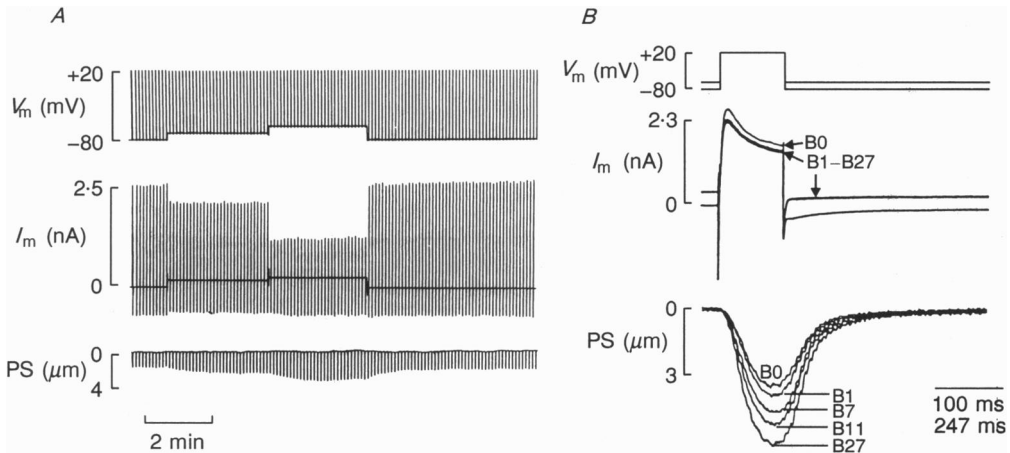 A
+20
Vm (mV)
−80
2·5
Im (nA)
0
0
PS (μm)
4
2 min
B
+20
Vm (mV)
−80
2·3
B0
B1–B27
Im (nA)
0
0
PS (μm)
3
B0
B1
B7
B11
B27
100 ms
247 ms